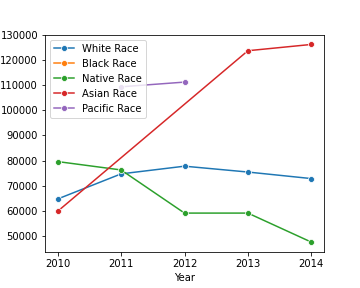 130000
120000
110000
100000
90000
80000
70000
60000
50000
White Race
Black Race
Native Race
Asian Race
Pacific Race
2010 2011 2012 2013 2014
Year